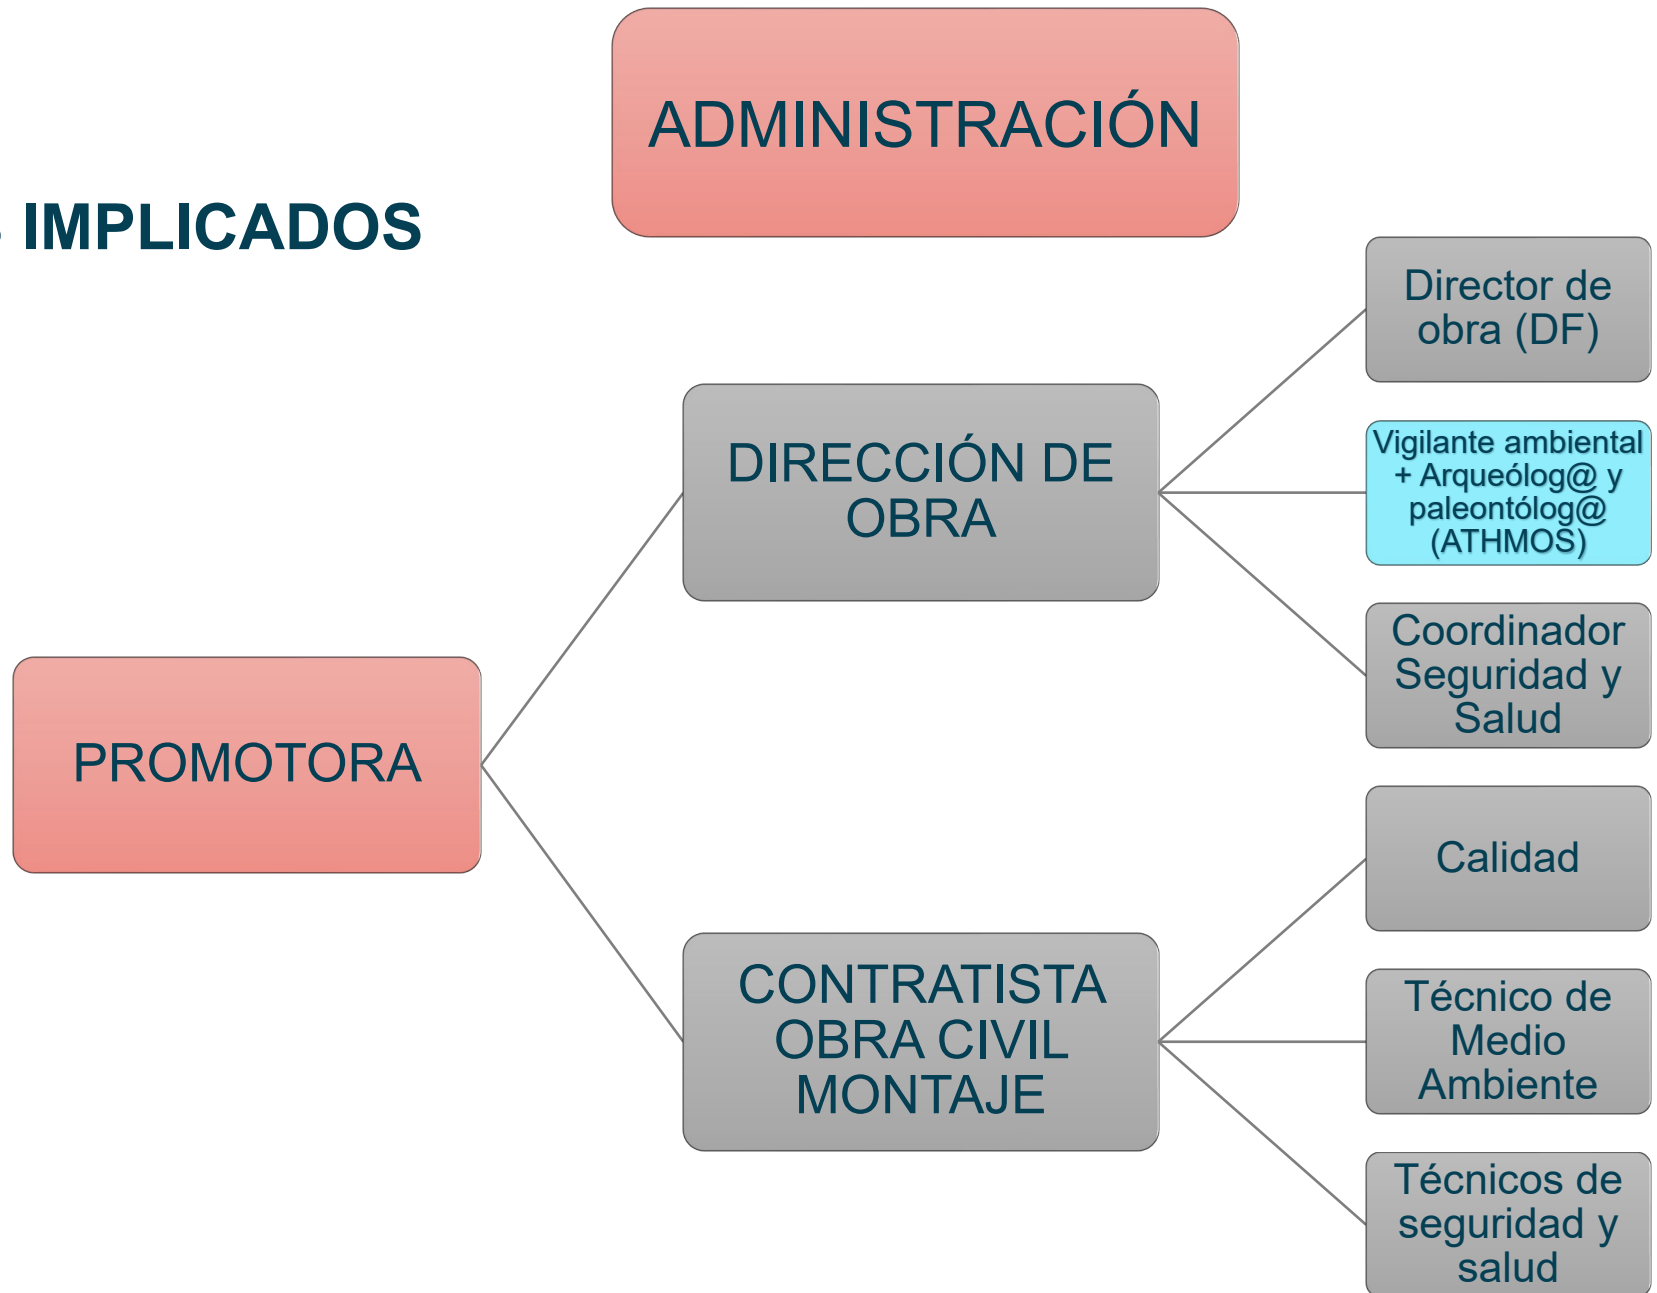 ADMINISTRACIÓN
IMPLICADOS
Director de
obra (DF)
DIRECCIÓN DE
OBRA
Vigilante ambiental
+ Arqueólog@ y
paleontólog@
(ATHMOS)
Coordinador
Seguridad y
Salud
PROMOTORA
Calidad
CONTRATISTA
OBRA CIVIL
MONTAJE
Técnico de
Medio
Ambiente
Técnicos de
seguridad y
salud